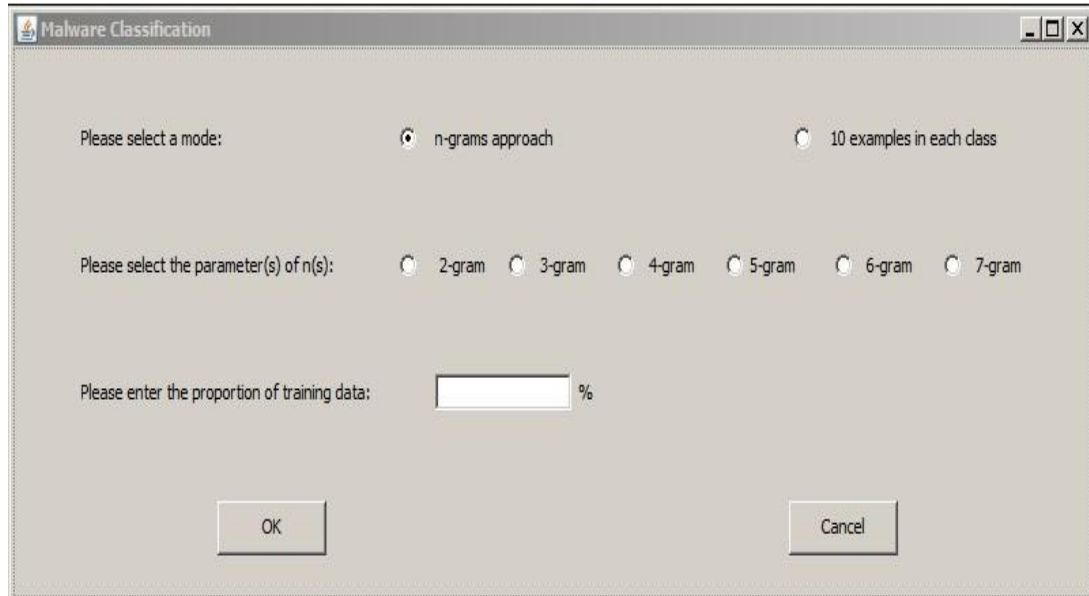 Malware Classification
Please select a mode: n-grams approach 10 examples in each class
Please select the parameter(s) of n(s): 2-gram 3-gram 4-gram 5-gram 6-gram 7-gram
Please enter the proportion of training data: %
OK Cancel